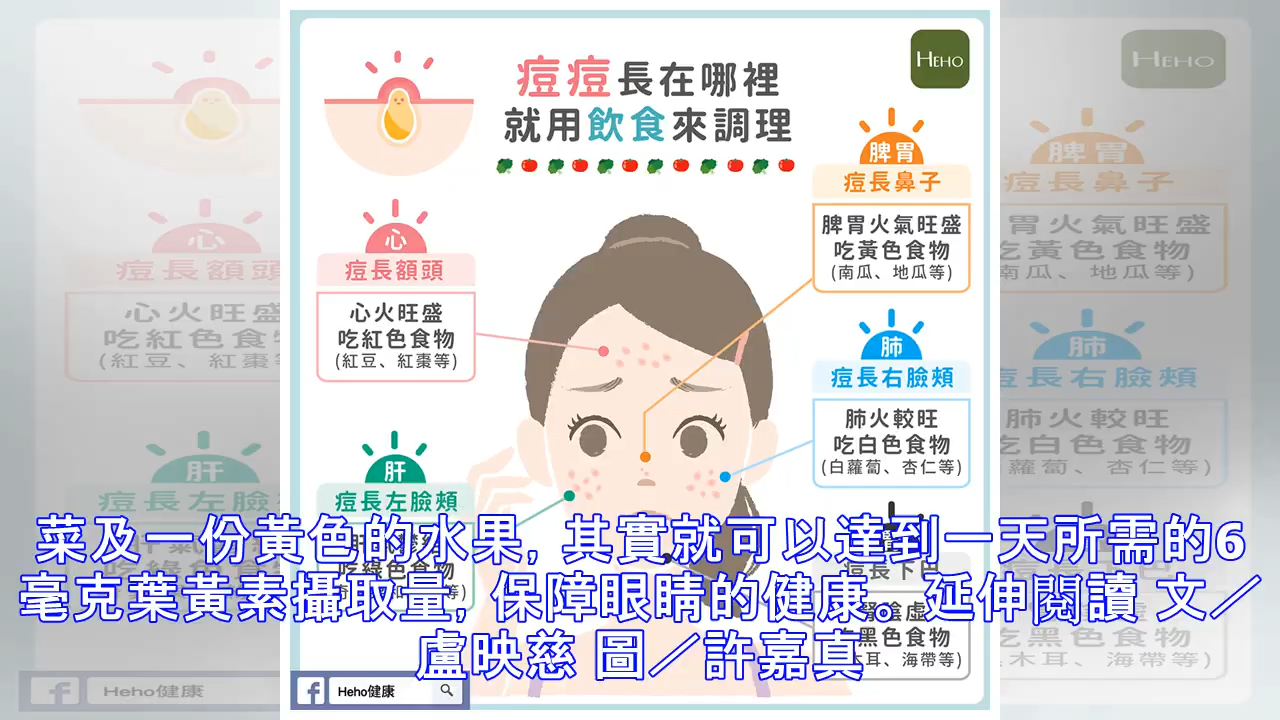 HEHO
痘痘長在哪裡
就用飲食來調理
心
痘長額頭
心火旺盛
吃紅色食物
(紅豆、紅棗等)
肝
痘長左臉頰
脾胃
痘長鼻子
脾胃火氣旺盛
吃黃色食物
(南瓜、地瓜等)
肺
痘長右臉頰
肺火較旺
吃白色食物
(白蘿蔔、杏仁等)
痘長下巴
腎陰虛
吃黑色食物
木耳、海帶等)
菜及一份黃色的水果, 其實就可以達到一天所需的6
毫克葉黃素攝取量, 保障眼睛的健康。延伸閱讀 文／
盧映慈 圖／許嘉真
Heho健康